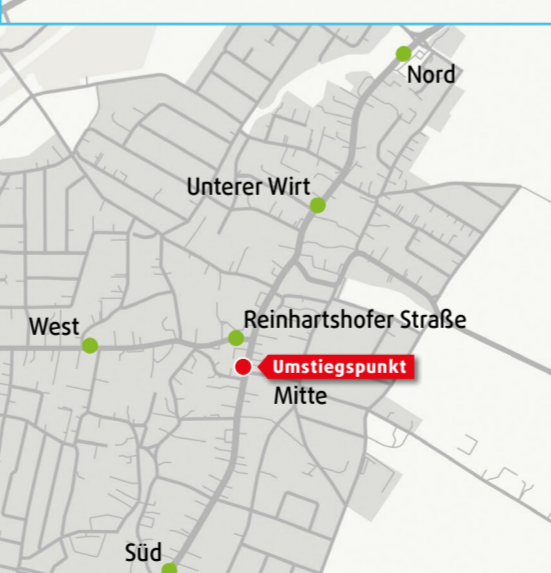 Nord
Unterer Wirt
Reinhartshofer Straße
West
Umstiegspunkt
Mitte
Süd